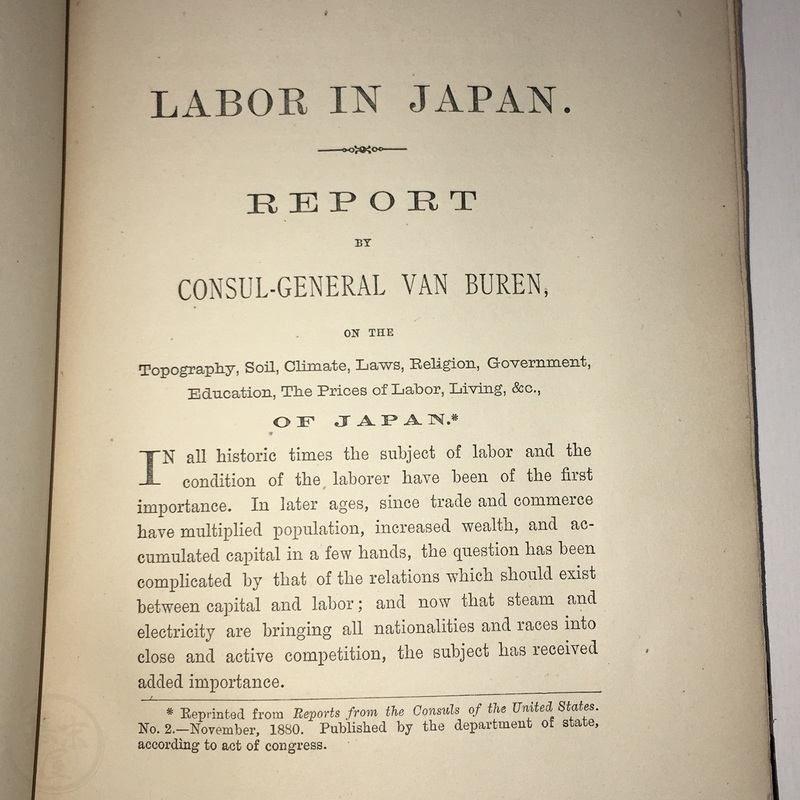 LABOR IN JAPAN.
REPORT
BY
CONSUL-GENERAL VAN BUREN,
ON THE
Topography, Soil, Climate, Laws, Religion, Government,
Education, The Prices of Labor, Living, &c.,
OF JAPAN.*
IN all historic times the subject of labor and the
condition of the laborer have been of the first
importance. In later ages, since trade and commerce
have multiplied population, increased wealth, and ac-
cumulated capital in a few hands, the question has been
complicated by that of the relations which should exist
between capital and labor; and now that steam and
electricity are bringing all nationalities and races into
close and active competition, the subject has received
added importance.
* Reprinted from Reports from the Consuls of the United States.
No. 2.—November, 1880. Published by the department of state,
according to act of congress.